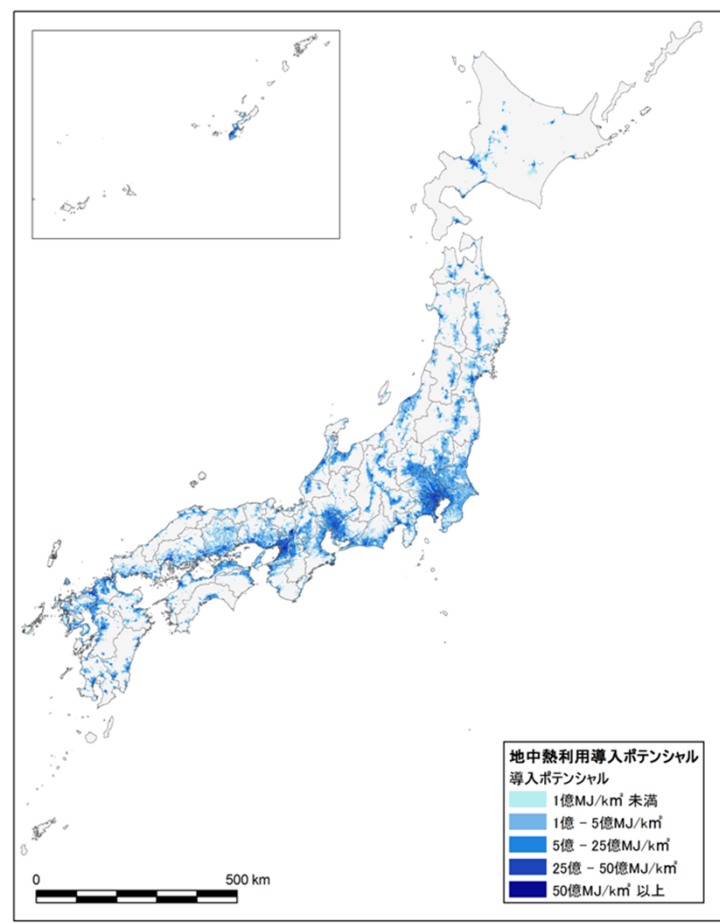 地中熱利用導入ポテンシャル
導入ポテンシャル
1億MJ/k㎡ 未満
1億 - 5億MJ/k㎡
5億 - 25億MJ/k㎡
25億 - 50億MJ/k㎡
50億MJ/k㎡ 以上
0 500 km